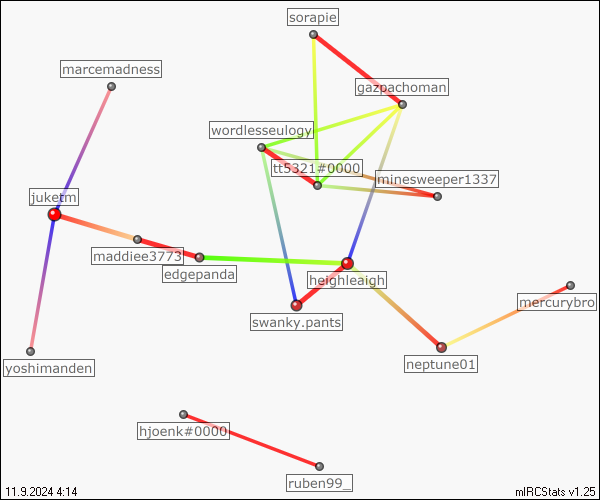 sorapie
marcemadness
gazpachoman
wordlesseulogy
tt5321#0000
minesweeper1337
juketm
maddiee3773
edgepanda
heighleaigh
mercurybro
swanky.pants
neptune01
yoshimanden
hjoenk#0000
ruben99_
11.9.2024 4:14
mIRCStats v1.25